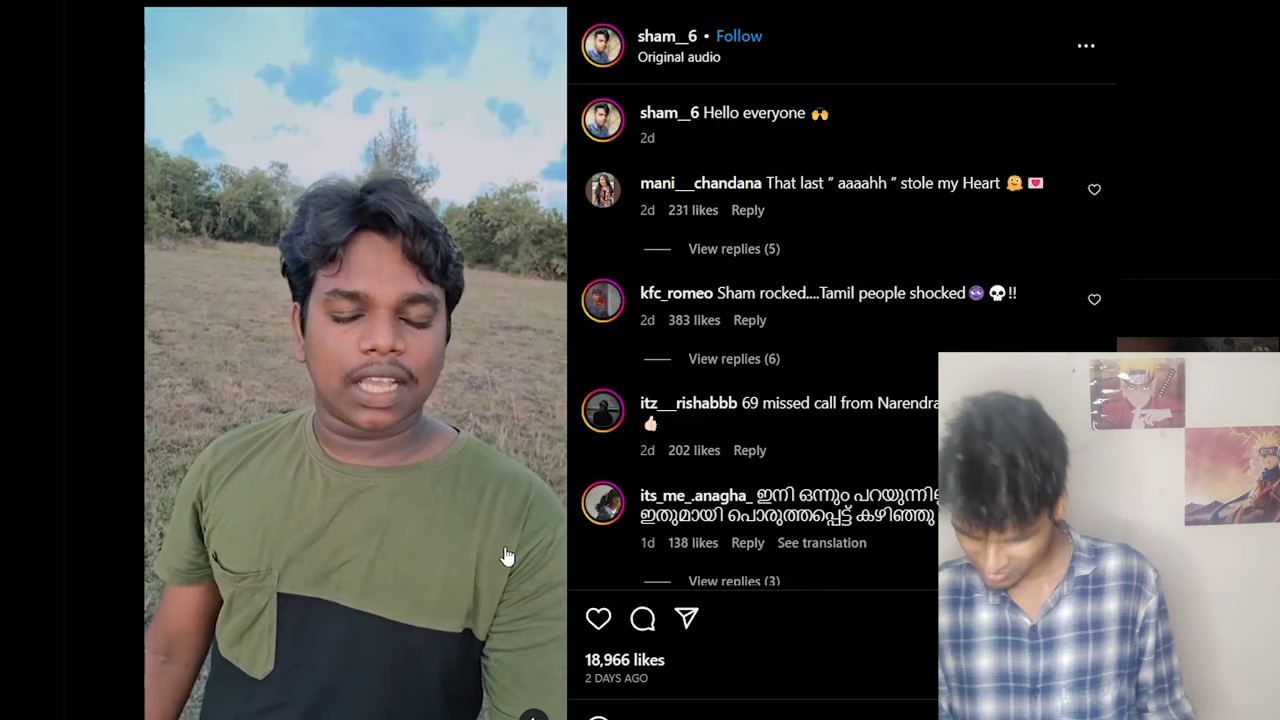 sham__6 • Follow
Original audio
sham__6 Hello everyone 🙌
2d
mani___chandana That last “ aaaahh ” stole my Heart 🫠💌
2d 231 likes Reply
View replies (5)
kfc_romeo Sham rocked....Tamil people shocked🌚💀!!
2d 383 likes Reply
View replies (6)
itz___rishabbb 69 missed call from Narendra
👍🏻
2d 202 likes Reply
its_me_.anagha_ ഇനി ഒന്നും പറയുന്നില്ല
ഇതുമായി പൊരുത്തപ്പെട്ട് കഴിഞ്ഞു
1d 138 likes Reply See translation
View replies (3)
18,966 likes
2 DAYS AGO